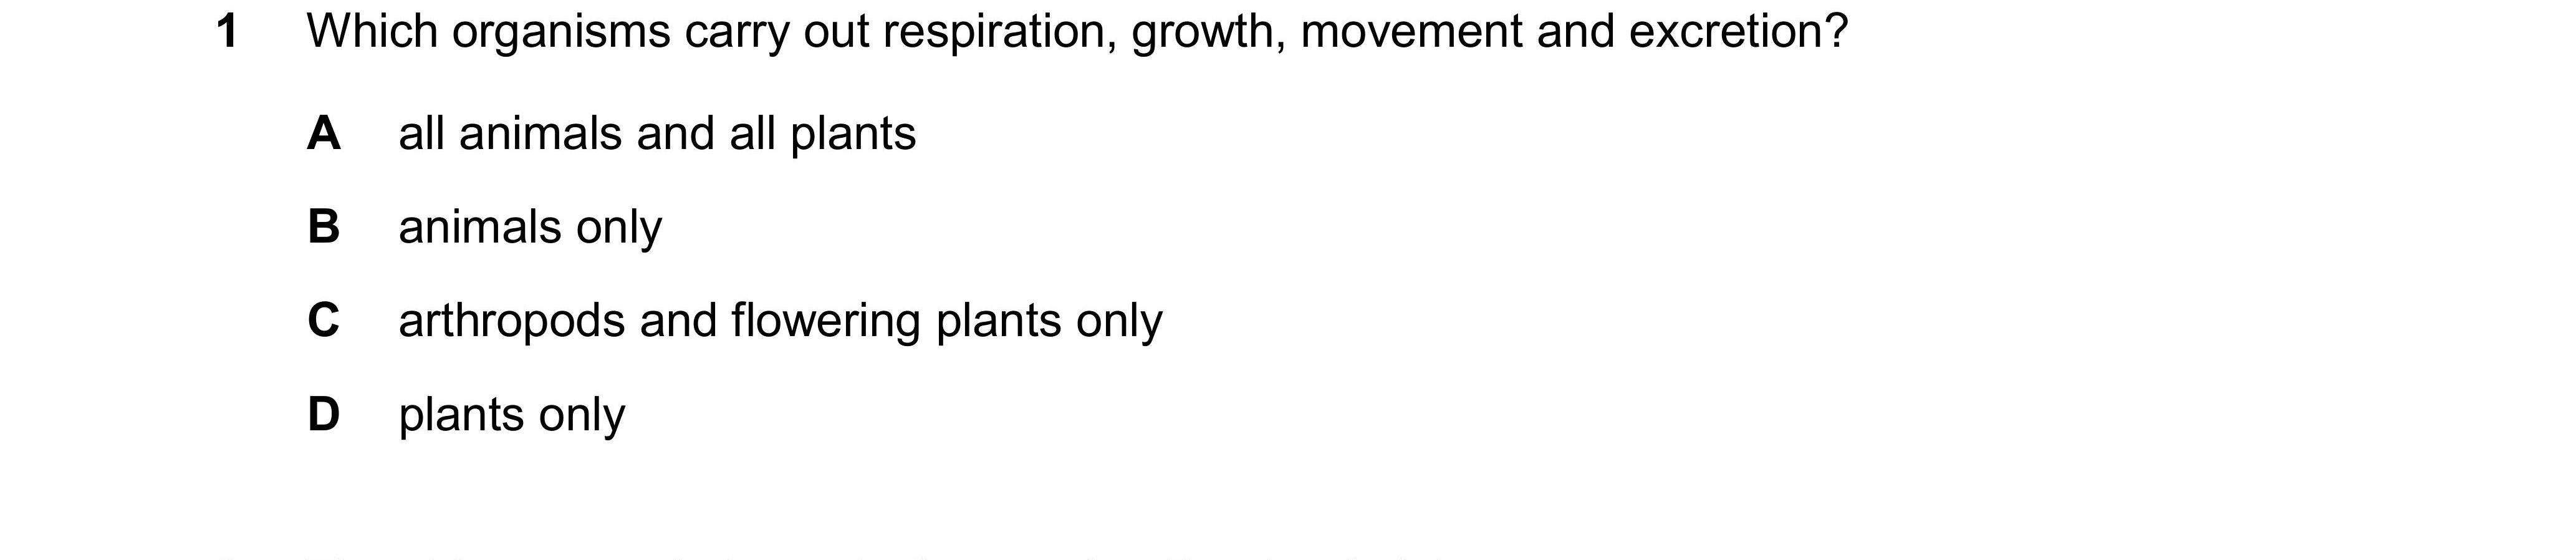 1 Which organisms carry out respiration, growth, movement and excretion?
A all animals and all plants
B animals only
C arthropods and flowering plants only
D plants only